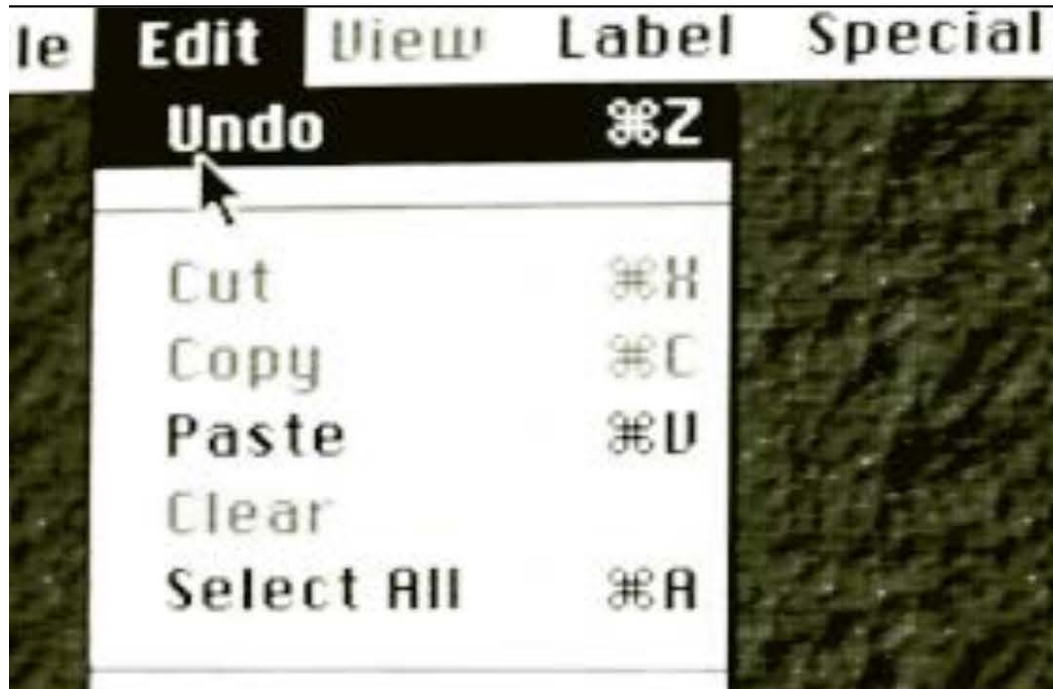 le Edit View Label Special
Undo ⌘Z
Cut ⌘X
Copy ⌘C
Paste ⌘V
Clear
Select All ⌘A